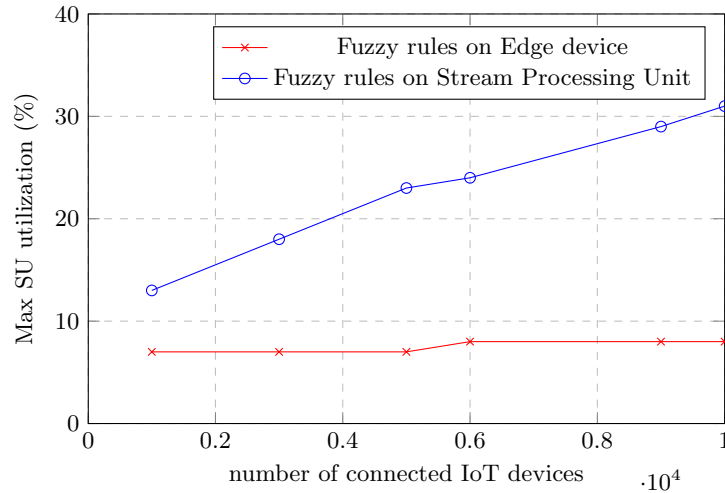 40
30
20
10
0
Max SU utilization (%)
Fuzzy rules on Edge device
Fuzzy rules on Stream Processing Unit
0 0.2 0.4 0.6 0.8 1
number of connected IoT devices
·10⁴